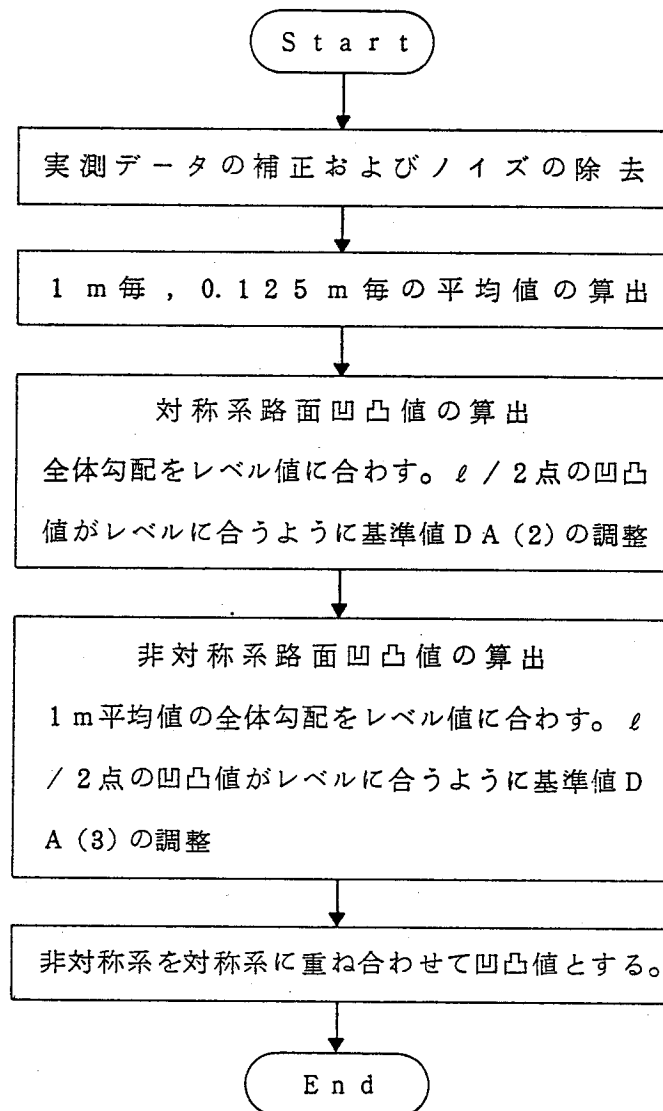 Start
実測データの補正およびノイズの除去
1m毎,0.125m毎の平均値の算出
対称系路面凹凸値の算出
全体勾配をレベル値に合わす。ℓ/2点の凹凸
値がレベルに合うように基準値DA(2)の調整
非対称系路面凹凸値の算出
1m平均値の全体勾配をレベル値に合わす。ℓ
/2点の凹凸値がレベルに合うように基準値D
A(3)の調整
非対称系を対称系に重ね合わせて凹凸値とする。
End